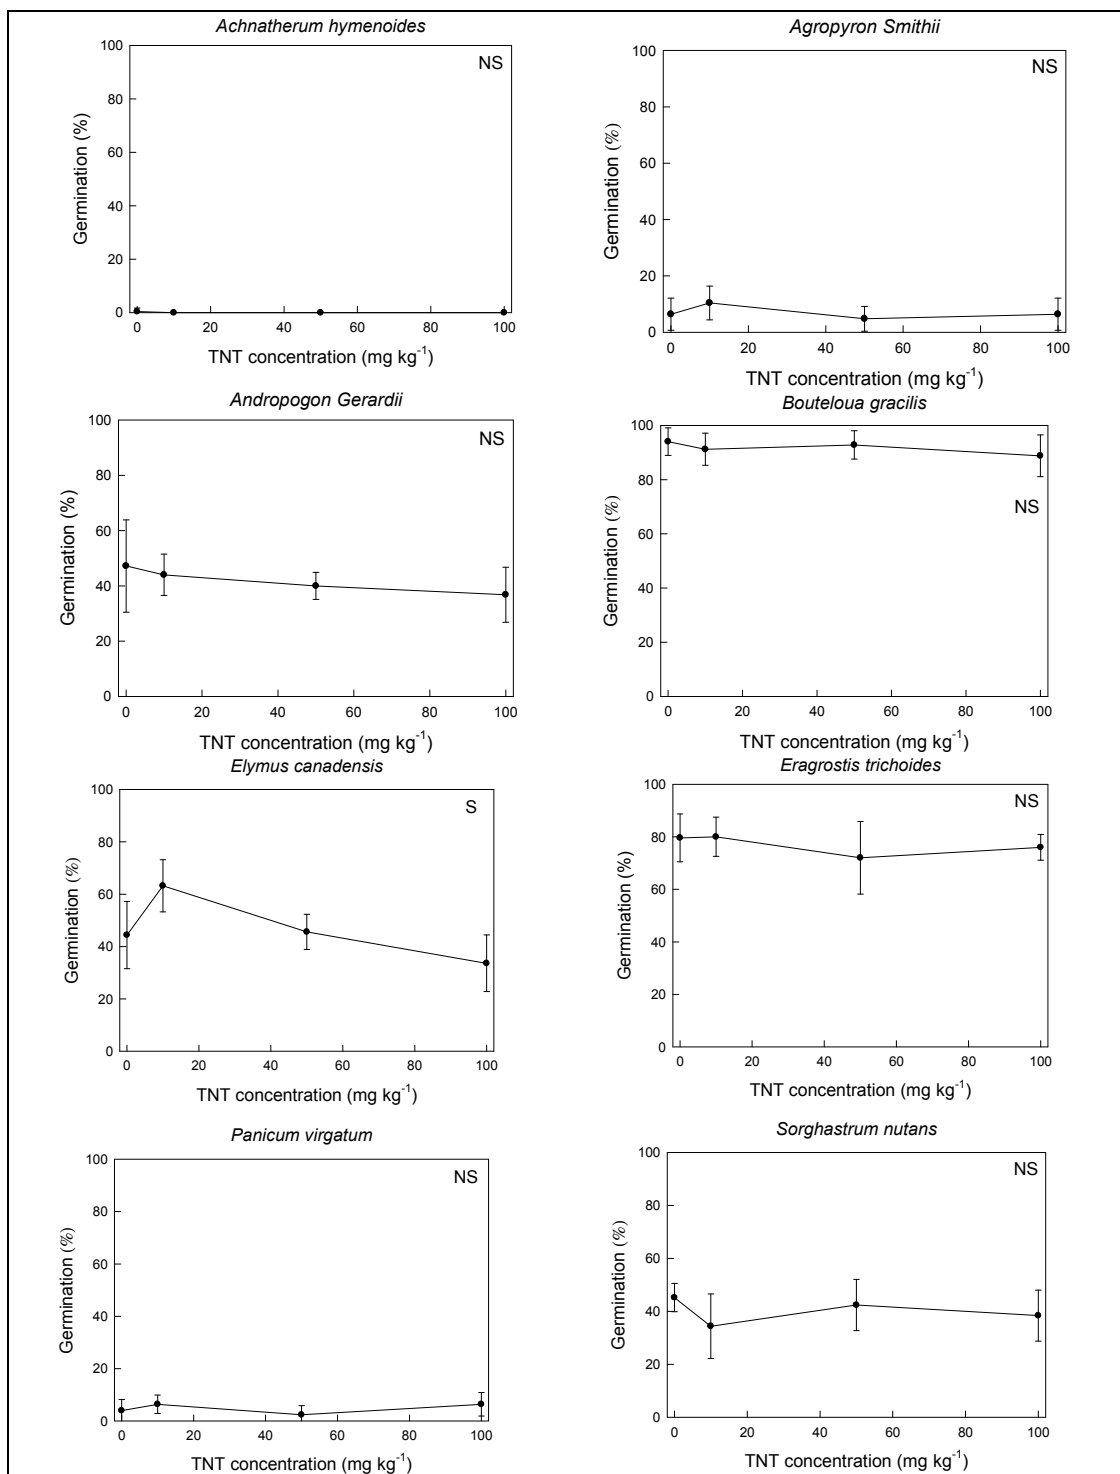 Achnatherum hymenoides
NS
Germination (%)
100
80
60
40
20
0
0 20 40 60 80 100
TNT concentration (mg kg⁻¹)
Agropyron Smithii
NS
Germination (%)
100
80
60
40
20
0
0 20 40 60 80 100
TNT concentration (mg kg⁻¹)
Andropogon Gerardii
NS
Germination (%)
100
80
60
40
20
0
0 20 40 60 80 100
TNT concentration (mg kg⁻¹)
Bouteloua gracilis
NS
Germination (%)
100
80
60
40
20
0
0 20 40 60 80 100
TNT concentration (mg kg⁻¹)
Elymus canadensis
S
Germination (%)
100
80
60
40
20
0
0 20 40 60 80 100
TNT concentration (mg kg⁻¹)
Eragrostis trichoides
NS
Germination (%)
100
80
60
40
20
0
0 20 40 60 80 100
TNT concentration (mg kg⁻¹)
Panicum virgatum
NS
Germination (%)
100
80
60
40
20
0
0 20 40 60 80 100
TNT concentration (mg kg⁻¹)
Sorghastrum nutans
NS
Germination (%)
100
80
60
40
20
0
0 20 40 60 80 100
TNT concentration (mg kg⁻¹)